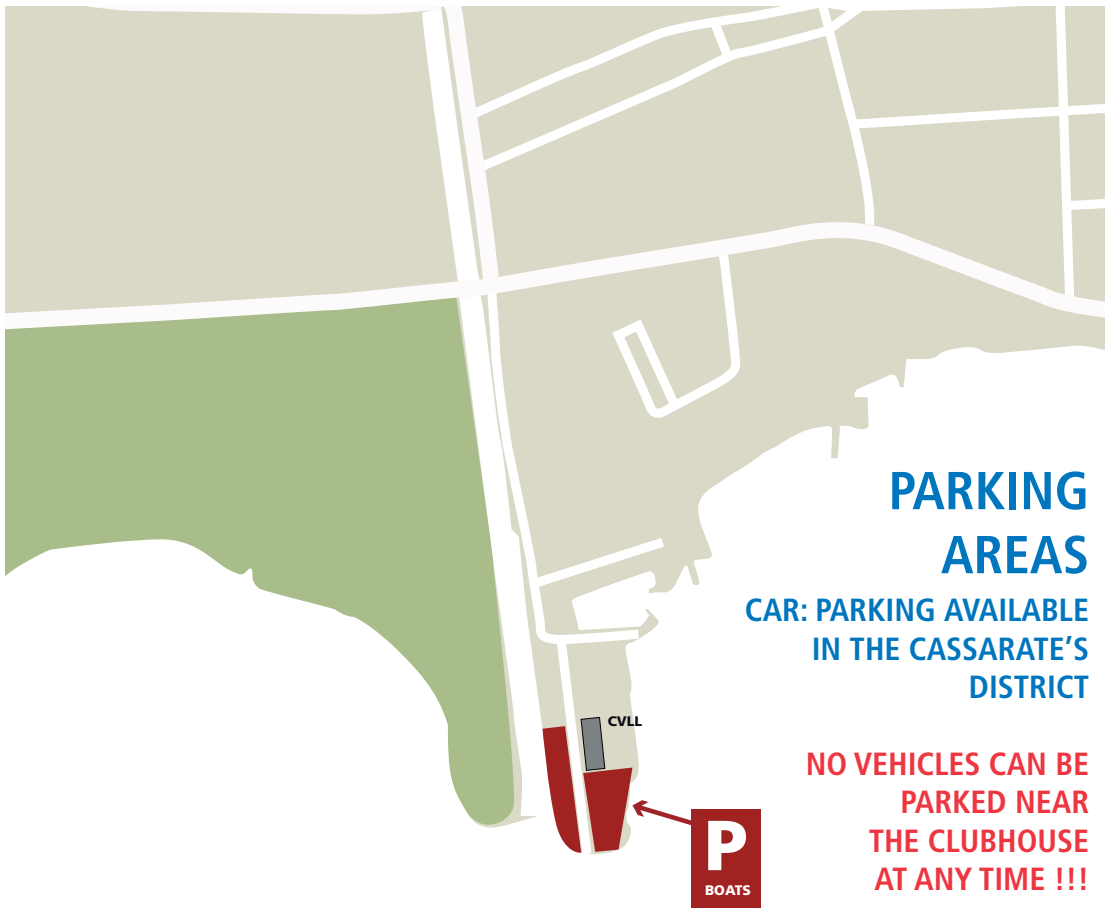 PARKING
AREAS
CAR: PARKING AVAILABLE
IN THE CASSARATE'S
DISTRICT
CVLL
NO VEHICLES CAN BE
PARKED NEAR
THE CLUBHOUSE
AT ANY TIME !!!
P
BOATS